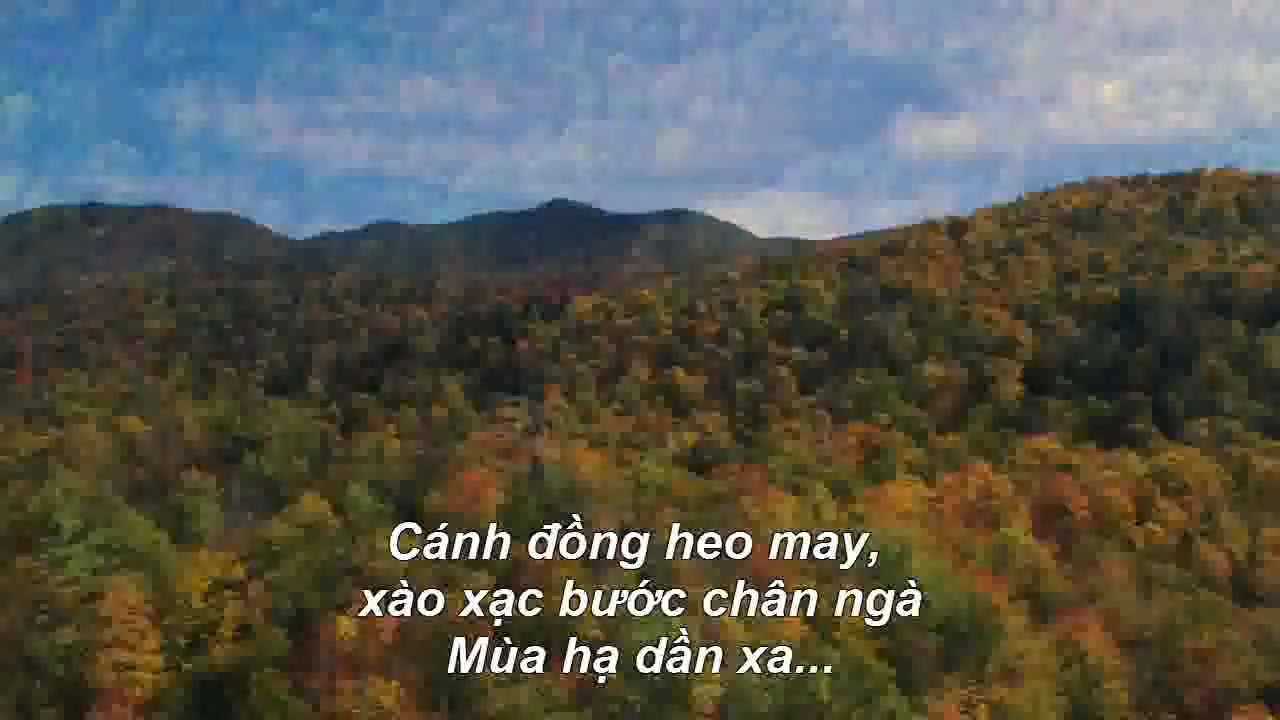 Cánh đồng heo may,
xào xạc bước chân ngà
Mùa hạ dần xa...